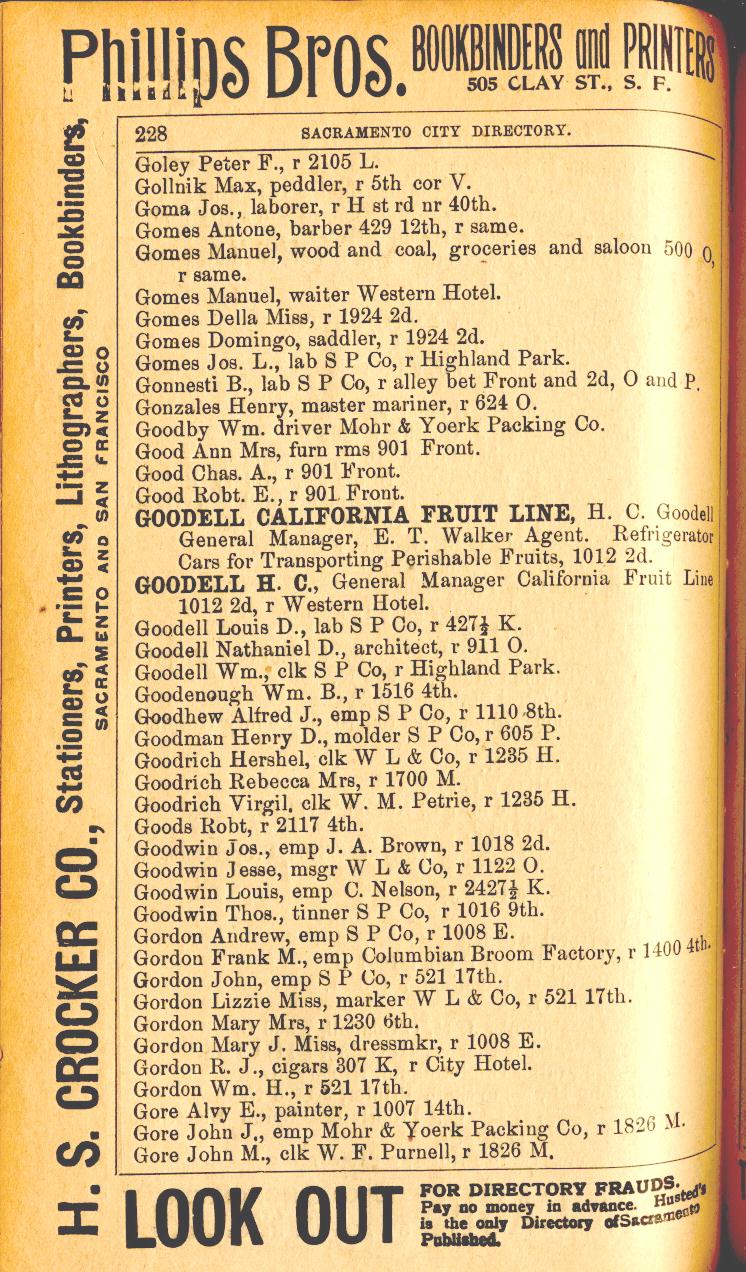 Phillips Bros. BOOKBINDERS and PRINTERS
505 CLAY ST., S. F.
H. S. CROCKER CO., Stationers, Printers, Lithographers, Bookbinders,
SACRAMENTO AND SAN FRANCISCO
228 SACRAMENTO CITY DIRECTORY.
Goley Peter F., r 2105 L.
Gollnik Max, peddler, r 5th cor V.
Goma Jos., laborer, r H st rd nr 40th.
Gomes Antone, barber 429 12th, r same.
Gomes Manuel, wood and coal, groceries and saloon 500 O,
r same.
Gomes Manuel, waiter Western Hotel.
Gomes Della Miss, r 1924 2d.
Gomes Domingo, saddler, r 1924 2d.
Gomes Jos. L., lab S P Co, r Highland Park.
Gonnesti B., lab S P Co, r alley bet Front and 2d, O and P.
Gonzales Henry, master mariner, r 624 O.
Goodby Wm. driver Mohr & Yoerk Packing Co.
Good Ann Mrs, furn rms 901 Front.
Good Chas. A., r 901 Front.
Good Robt. E., r 901 Front.
GOODELL CALIFORNIA FRUIT LINE, H. C. Goodell
General Manager, E. T. Walker Agent. Refrigerator
Cars for Transporting Perishable Fruits, 1012 2d.
GOODELL H. C., General Manager California Fruit Line
1012 2d, r Western Hotel.
Goodell Louis D., lab S P Co, r 427½ K.
Goodell Nathaniel D., architect, r 911 O.
Goodell Wm., clk S P Co, r Highland Park.
Goodenough Wm. B., r 1516 4th.
Goodhew Alfred J., emp S P Co, r 1110 8th.
Goodman Henry D., molder S P Co, r 605 P.
Goodrich Hershel, clk W L & Co, r 1235 H.
Goodrich Rebecca Mrs, r 1700 M.
Goodrich Virgil, clk W. M. Petrie, r 1235 H.
Goods Robt, r 2117 4th.
Goodwin Jos., emp J. A. Brown, r 1018 2d.
Goodwin Jesse, msgr W L & Co, r 1122 O.
Goodwin Louis, emp C. Nelson, r 2427½ K.
Goodwin Thos., tinner S P Co, r 1016 9th.
Gordon Andrew, emp S P Co, r 1008 E.
Gordon Frank M., emp Columbian Broom Factory, r 1400 4th.
Gordon John, emp S P Co, r 521 17th.
Gordon Lizzie Miss, marker W L & Co, r 521 17th.
Gordon Mary Mrs, r 1230 6th.
Gordon Mary J. Miss, dressmkr, r 1008 E.
Gordon R. J., cigars 307 K, r City Hotel.
Gordon Wm. H., r 521 17th.
Gore Alvy E., painter, r 1007 14th.
Gore John J., emp Mohr & Yoerk Packing Co, r 1826 M.
Gore John M., clk W. F. Purnell, r 1826 M.
LOOK OUT FOR DIRECTORY FRAUDS.
Pay no money in advance. Husted's
is the only Directory of Sacramento
Published.